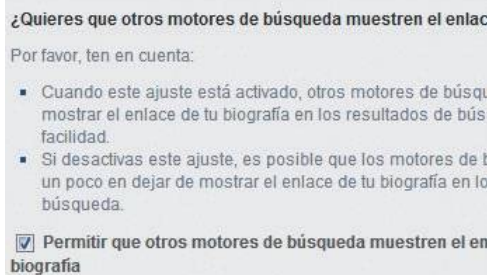 ¿Quieres que otros motores de búsqueda muestren el enlac
Por favor, ten en cuenta:
Cuando este ajuste está activado, otros motores de búsqu
mostrar el enlace de tu biografía en los resultados de bús
facilidad.
Si desactivas este ajuste, es posible que los motores de b
un poco en dejar de mostrar el enlace de tu biografía en lo
búsqueda.
Permitir que otros motores de búsqueda muestren el en
biografía